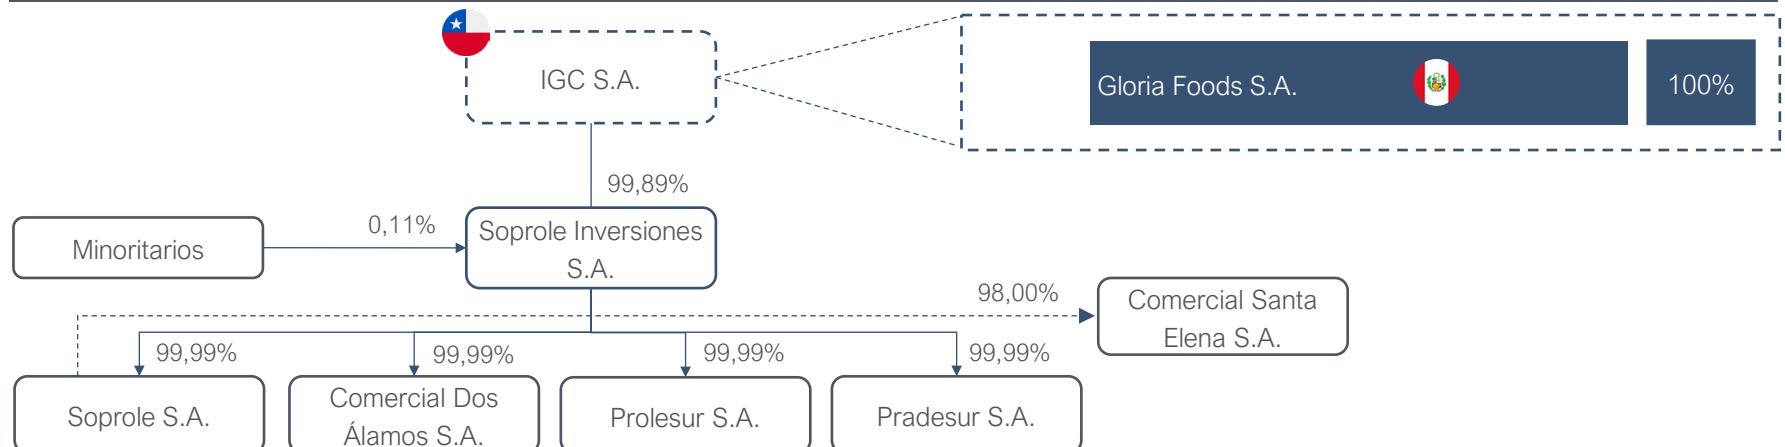 IGC S.A.
Gloria Foods S.A.
100%
99,89%
Minoritarios
0,11%
Soprole Inversiones
S.A.
98,00%
Comercial Santa
Elena S.A.
99,99%
99,99%
99,99%
99,99%
Soprole S.A.
Comercial Dos
Álamos S.A.
Prolesur S.A.
Pradesur S.A.